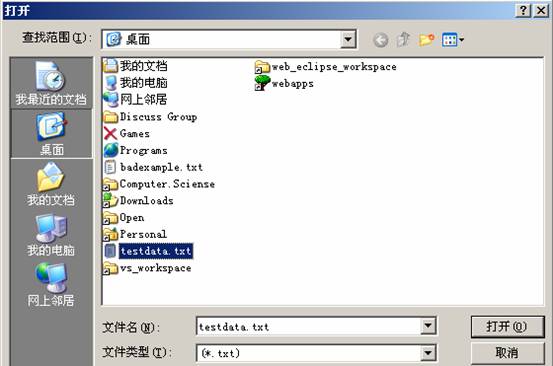 打开
查找范围(I):
桌面
我最近的文档
桌面
我的文档
我的电脑
网上邻居
我的文档
我的电脑
网上邻居
Discuss Group
Games
Programs
badexample.txt
Computer.Sciense
Downloads
Open
Personal
testdata.txt
vs_workspace
web_eclipse_workspace
webapps
文件名(N):
testdata.txt
打开(O)
文件类型(T):
(*.txt)
取消